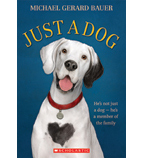 MICHAEL GERARD BAUER
JUST A DOG
He's not just
a dog – he's
a member of
the family
SCHOLASTIC